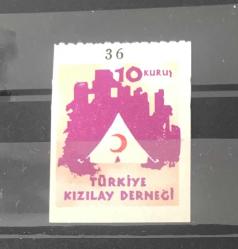 36
10 KURUŞ
TÜRKİYE
KIZILAY DERNEĞİ